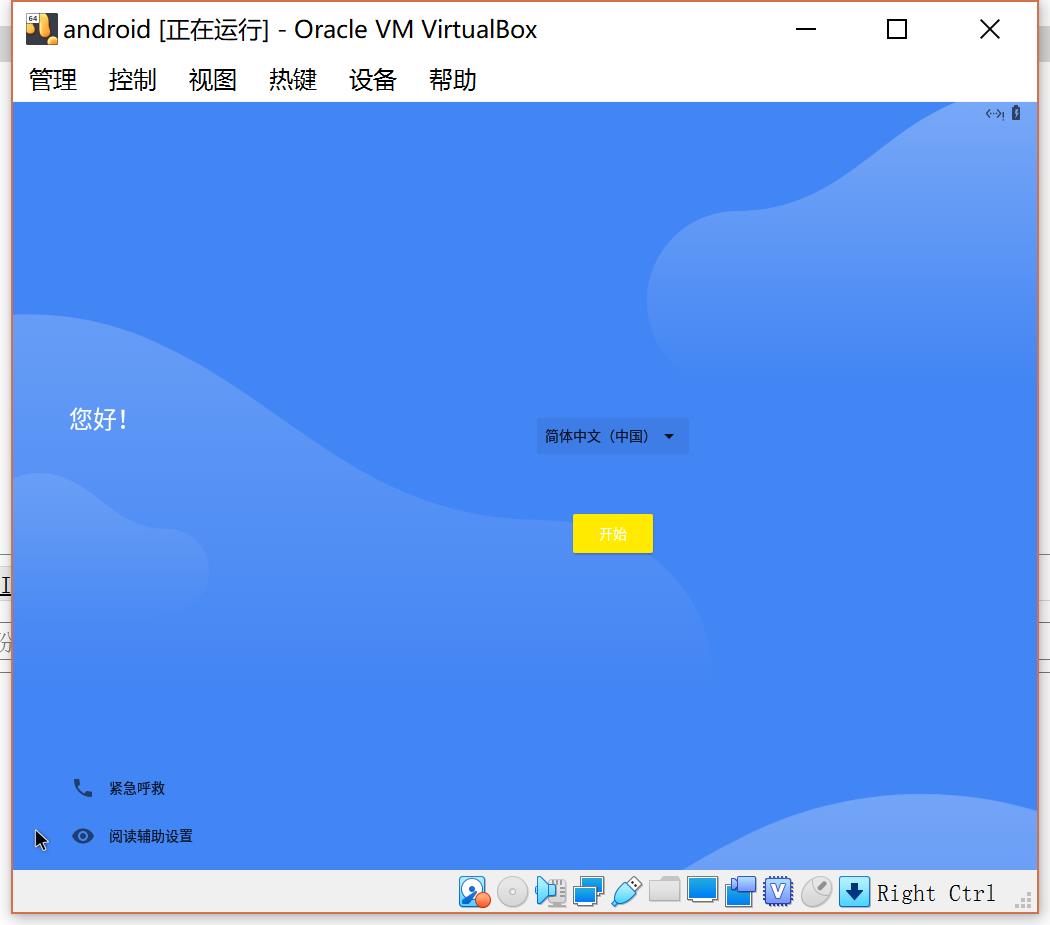 64
android [正在运行] - Oracle VM VirtualBox
管理 控制 视图 热键 设备 帮助
您好！
简体中文（中国）
开始
紧急呼救
阅读辅助设置
V
Right Ctrl